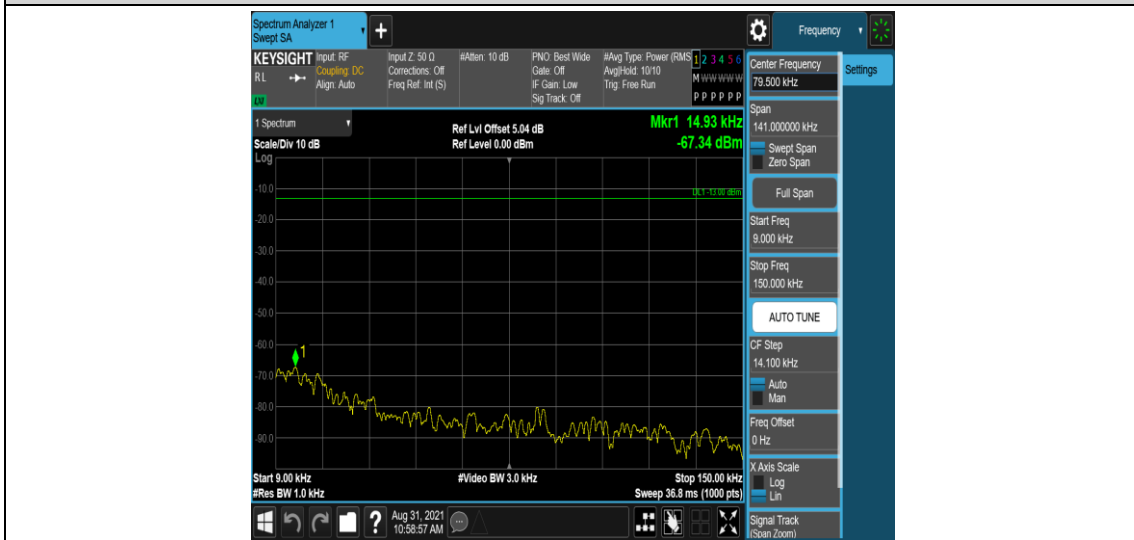 Spectrum Analyzer 1
Swept SA
Frequency
KEYSIGHT
RL
LXI
Input: RF
Coupling: DC
Align: Auto
Input Z: 50 Ω
Corrections: Off
Freq Ref: Int (S)
#Atten: 10 dB
PNO: Best Wide
Gate: Off
IF Gain: Low
Sig Track: Off
#Avg Type: Power (RMS
Avg|Hold: 10/10
Trig: Free Run
1 2 3 4 5 6
M W W W W W
P P P P P P
1 Spectrum
Scale/Div 10 dB
Log
Ref Lvl Offset 5.04 dB
Ref Level 0.00 dBm
Mkr1 14.93 kHz
-67.34 dBm
DL1 -13.00 dBm
-10.0
-20.0
-30.0
-40.0
-50.0
-60.0
1
-70.0
-80.0
-90.0
Start 9.00 kHz
#Video BW 3.0 kHz
Stop 150.00 kHz
#Res BW 1.0 kHz
Sweep 36.8 ms (1000 pts)
Aug 31, 2021
10:58:57 AM
Center Frequency
79.500 kHz
Settings
Span
141.000000 kHz
Swept Span
Zero Span
Full Span
Start Freq
9.000 kHz
Stop Freq
150.000 kHz
AUTO TUNE
CF Step
14.100 kHz
Auto
Man
Freq Offset
0 Hz
X Axis Scale
Log
Lin
Signal Track
(Span Zoom)